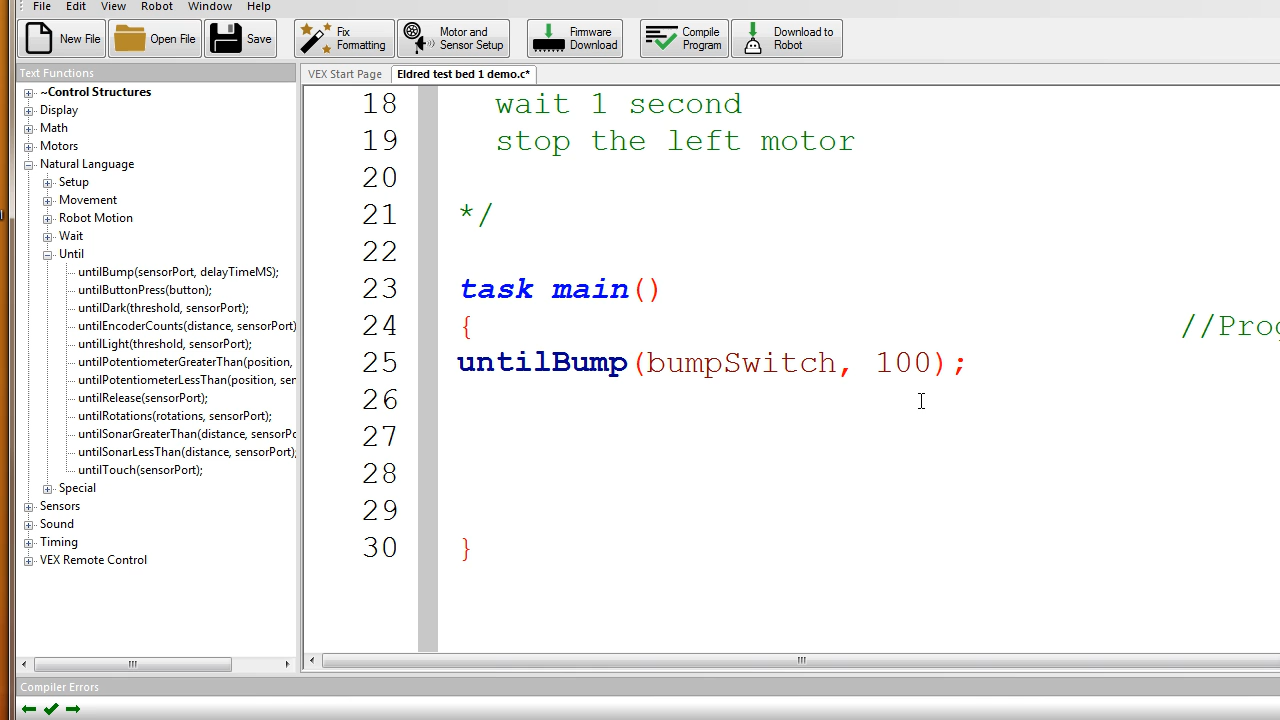 File Edit View Robot Window Help
New File Open File Save Fix Formatting Motor and Sensor Setup Firmware Download Compile Program Download to Robot
Text Functions
VEX Start Page Eldred test bed 1 demo.c*
~Control Structures
Display
Math
Motors
Natural Language
Setup
Movement
Robot Motion
Wait
Until
untilBump(sensorPort, delayTimeMS);
untilButtonPress(button);
untilDark(threshold, sensorPort);
untilEncoderCounts(distance, sensorPort)
untilLight(threshold, sensorPort);
untilPotentiometerGreaterThan(position,
untilPotentiometerLessThan(position, sen
untilRelease(sensorPort);
untilRotations(rotations, sensorPort);
untilSonarGreaterThan(distance, sensorPo
untilSonarLessThan(distance, sensorPort);
untilTouch(sensorPort);
Special
Sensors
Sound
Timing
VEX Remote Control
18 wait 1 second
19 stop the left motor
20
21 */
22
23 task main()
24 { //Prog
25 untilBump(bumpSwitch, 100);
26
27
28
29
30 }
Compiler Errors